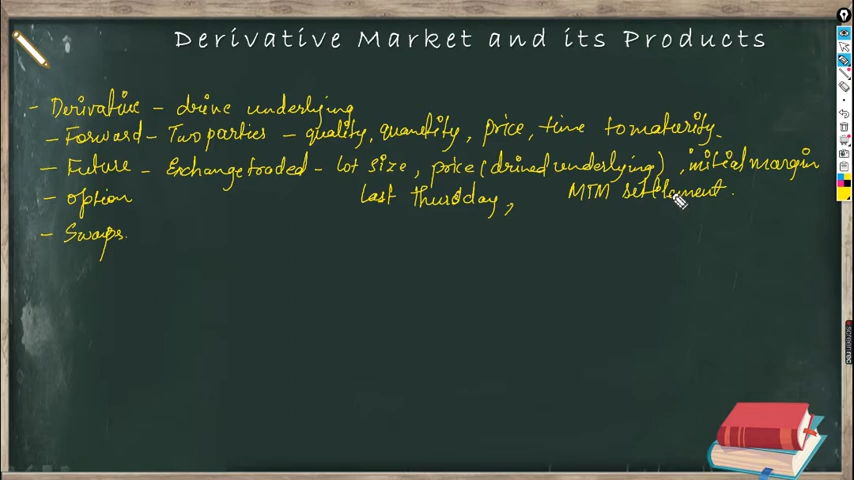 Derivative Market and its Products
- Derivative - drive underlying
- Forward - Two parties - quality, quantity, price, time to maturity.
- Future - Exchange traded - Lot size, price (drined underlying), initial margin
last thursday, MTM settlement.
- option
- Swaps.